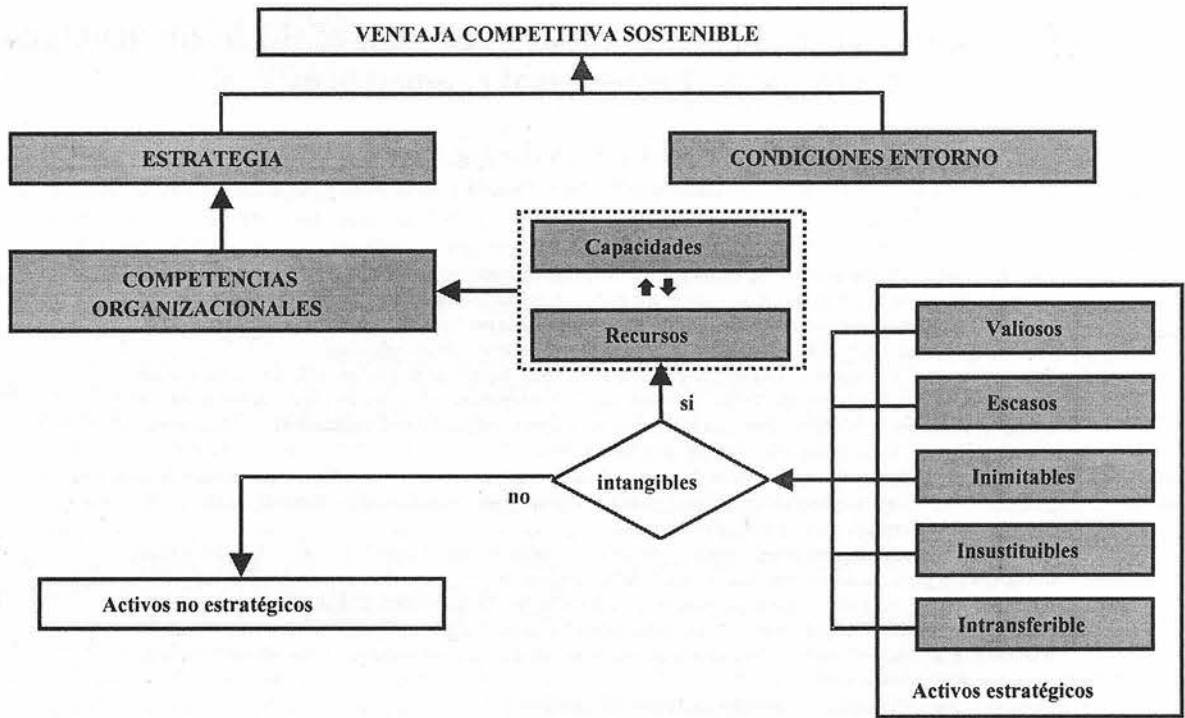 VENTAJA COMPETITIVA SOSTENIBLE
ESTRATEGIA
CONDICIONES ENTORNO
COMPETENCIAS
ORGANIZACIONALES
Capacidades
Recursos
si
intangibles
no
Activos no estratégicos
Valiosos
Escasos
Inimitables
Insustituibles
Intransferible
Activos estratégicos